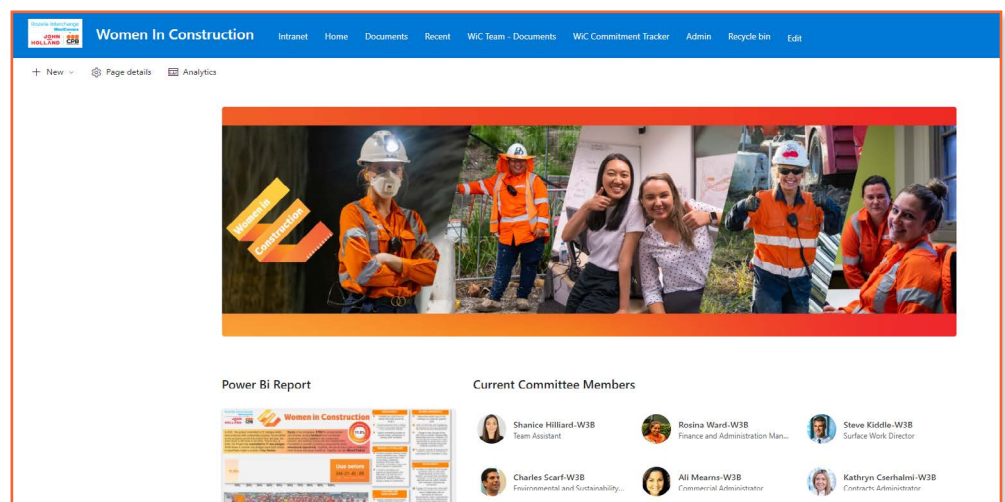 Rozelle Interchange
WestConnex
JOHN
HOLLAND
CPB
Women In Construction
Intranet
Home
Documents
Recent
WiC Team - Documents
WiC Commitment Tracker
Admin
Recycle bin
Edit
New
Page details
Analytics
Women in
Construction
Power Bi Report
Current Committee Members
Women in Construction
Shanice Hilliard-W3B
Team Assistant
Rosina Ward-W3B
Finance and Administration Man...
Steve Kiddle-W3B
Surface Work Director
Charles Scarf-W3B
Environmental and Sustainability...
Ali Mearns-W3B
Commercial Administrator
Kathryn Cserhalmi-W3B
Contracts Administrator